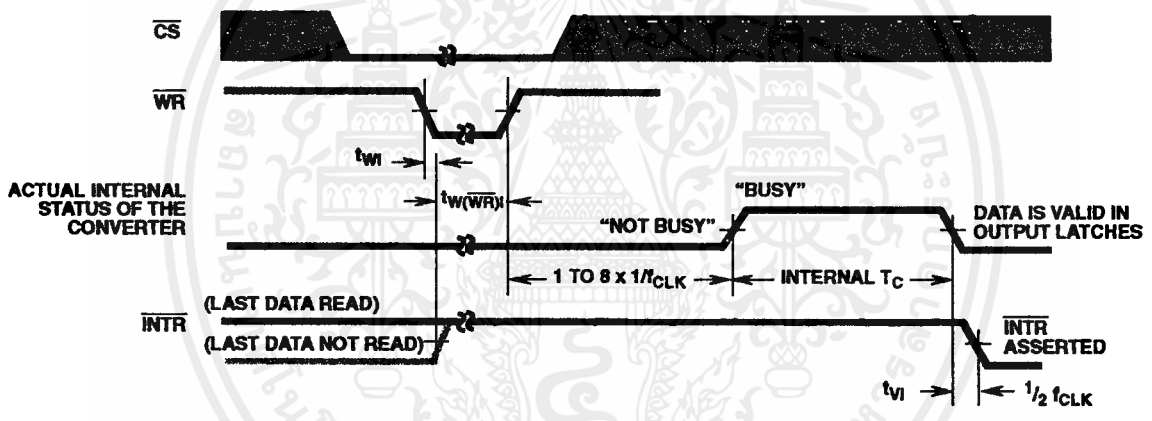 CS
WR
tWI
ACTUAL INTERNAL
STATUS OF THE
CONVERTER
tW(WR)I
"BUSY"
"NOT BUSY"
DATA IS VALID IN
OUTPUT LATCHES
1 TO 8 x 1/fCLK
INTERNAL TC
(LAST DATA READ)
INTR
(LAST DATA NOT READ)
INTR
ASSERTED
tVI
1/2 fCLK